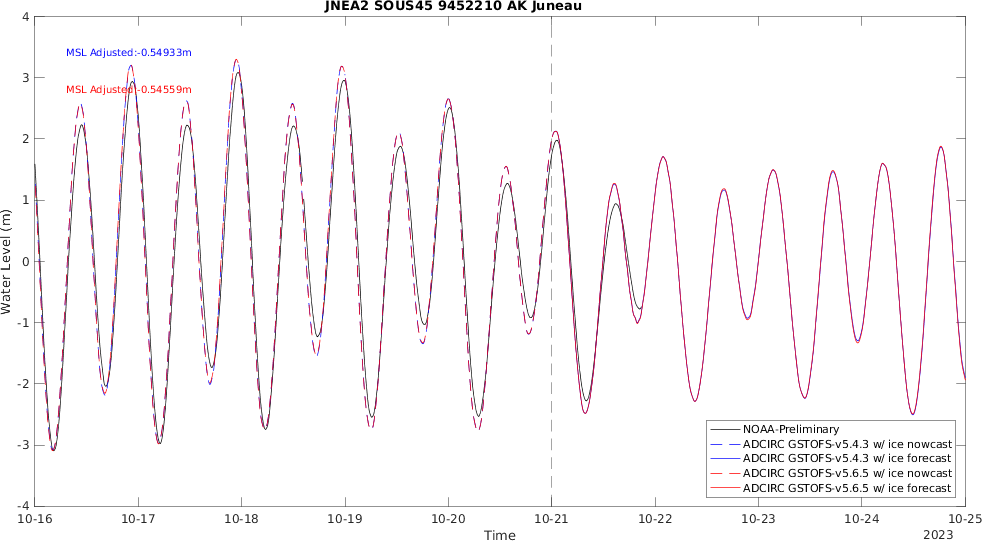 JNEA2 SOUS45 9452210 AK Juneau
MSL Adjusted:-0.54933m
MSL Adjusted:-0.54559m
Water Level (m)
4
3
2
1
0
-1
-2
-3
-4
NOAA-Preliminary
ADCIRC GSTOFS-v5.4.3 w/ ice nowcast
ADCIRC GSTOFS-v5.4.3 w/ ice forecast
ADCIRC GSTOFS-v5.6.5 w/ ice nowcast
ADCIRC GSTOFS-v5.6.5 w/ ice forecast
10-16 10-17 10-18 10-19 10-20 10-21 10-22 10-23 10-24 10-25
Time
2023